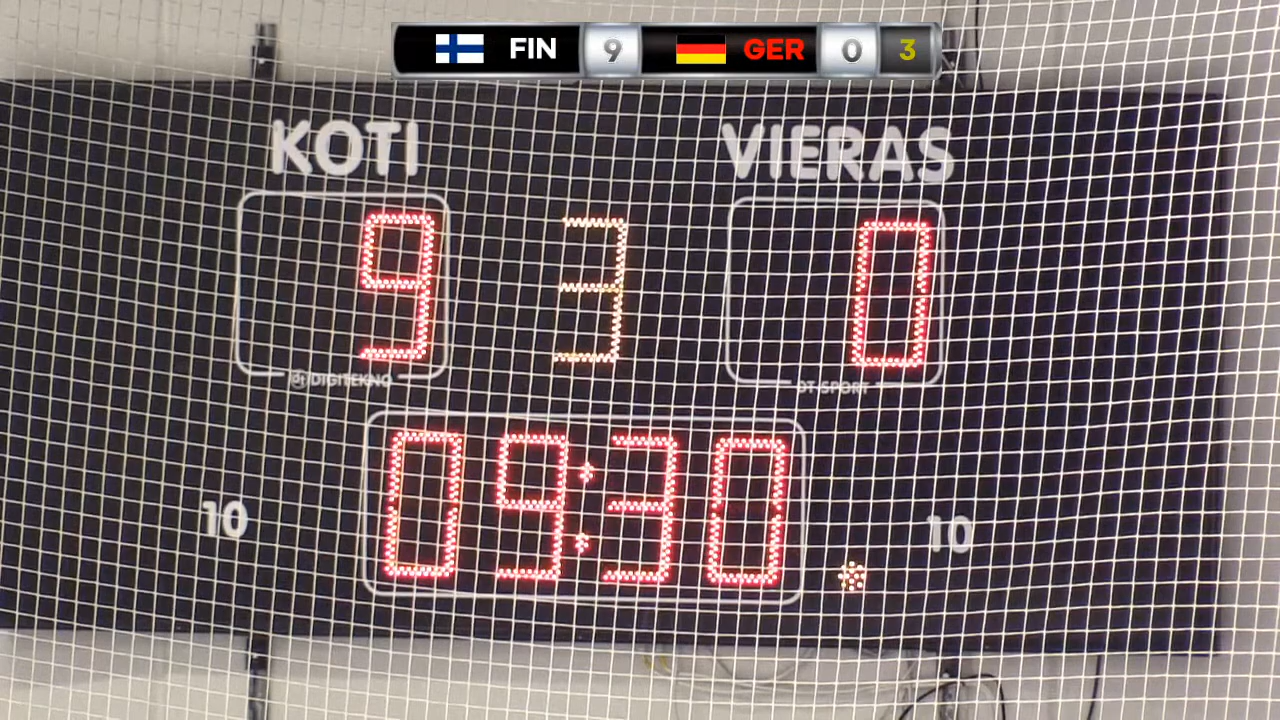 FIN 9 GER 0 3
KOTI VIERAS
9 3 0
DIGITEKNO DT-SPORT
09:30
10 10